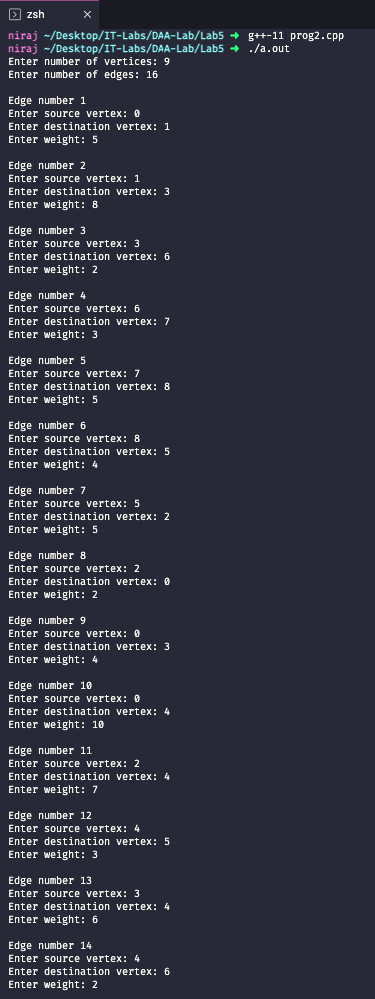 zsh
niraj ~/Desktop/IT-Labs/DAA-Lab/Lab5 ➜ g++-11 prog2.cpp
niraj ~/Desktop/IT-Labs/DAA-Lab/Lab5 ➜ ./a.out
Enter number of vertices: 9
Enter number of edges: 16
Edge number 1
Enter source vertex: 0
Enter destination vertex: 1
Enter weight: 5
Edge number 2
Enter source vertex: 1
Enter destination vertex: 3
Enter weight: 8
Edge number 3
Enter source vertex: 3
Enter destination vertex: 6
Enter weight: 2
Edge number 4
Enter source vertex: 6
Enter destination vertex: 7
Enter weight: 3
Edge number 5
Enter source vertex: 7
Enter destination vertex: 8
Enter weight: 5
Edge number 6
Enter source vertex: 8
Enter destination vertex: 5
Enter weight: 4
Edge number 7
Enter source vertex: 5
Enter destination vertex: 2
Enter weight: 5
Edge number 8
Enter source vertex: 2
Enter destination vertex: 0
Enter weight: 2
Edge number 9
Enter source vertex: 0
Enter destination vertex: 3
Enter weight: 4
Edge number 10
Enter source vertex: 0
Enter destination vertex: 4
Enter weight: 10
Edge number 11
Enter source vertex: 2
Enter destination vertex: 4
Enter weight: 7
Edge number 12
Enter source vertex: 4
Enter destination vertex: 5
Enter weight: 3
Edge number 13
Enter source vertex: 3
Enter destination vertex: 4
Enter weight: 6
Edge number 14
Enter source vertex: 4
Enter destination vertex: 6
Enter weight: 2